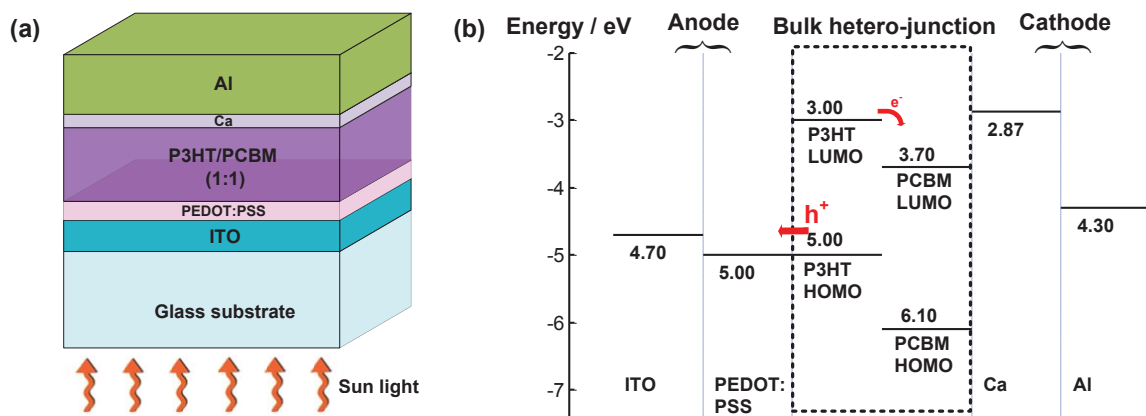 (a)
Al
Ca
P3HT/PCBM
(1:1)
PEDOT:PSS
ITO
Glass substrate
Sun light
(b)
Energy / eV
Anode
Bulk hetero-junction
Cathode
-2
-3
-4
-5
-6
-7
3.00
e-
P3HT
LUMO
3.70
PCBM
LUMO
2.87
h+
4.70
5.00
5.00
P3HT
HOMO
4.30
6.10
PCBM
HOMO
ITO
PEDOT:
PSS
Ca
Al